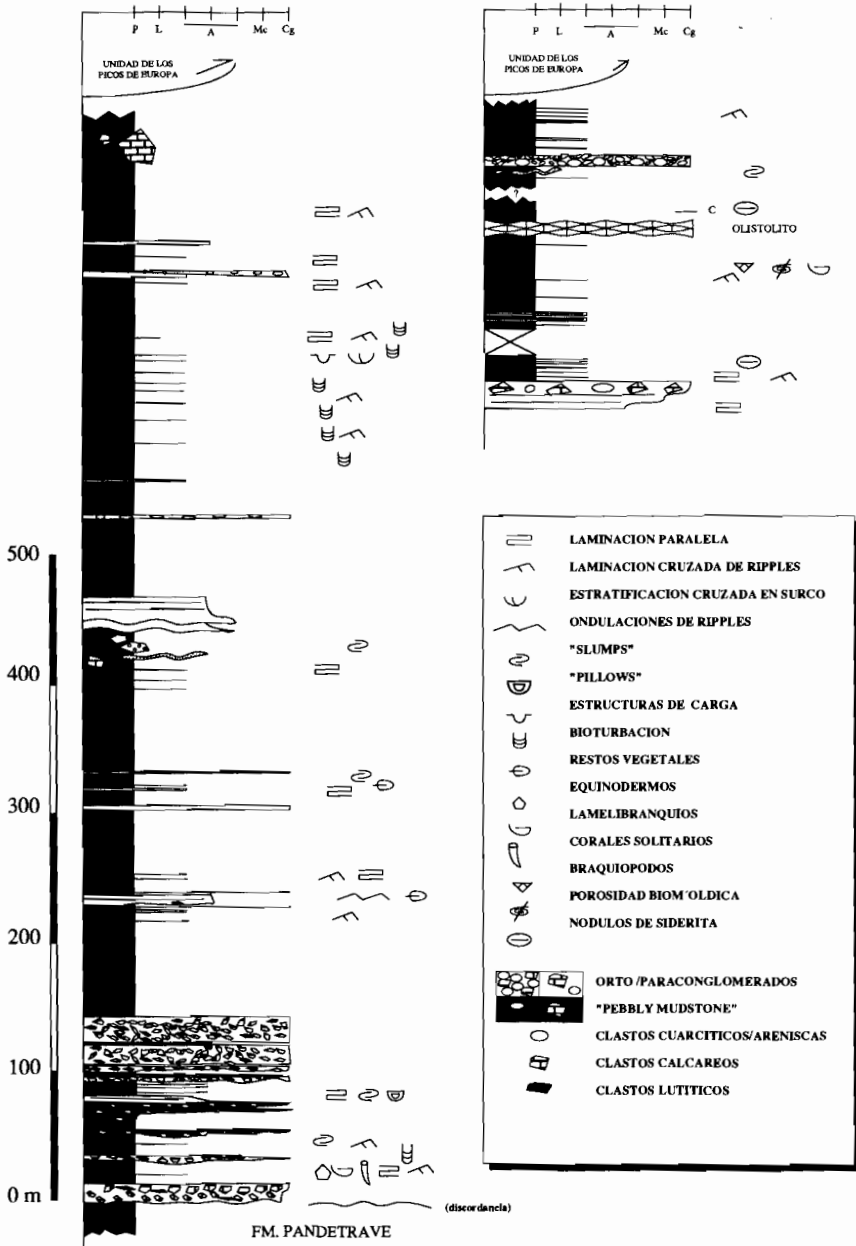 P L A Mc Cg
UNIDAD DE LOS
PICOS DE EUROPA
500
400
300
200
100
0 m
(discordancia)
FM. PANDETRAVE
P L A Mc Cg
UNIDAD DE LOS
PICOS DE EUROPA
?
C
OLISTOLITO
LAMINACION PARALELA
LAMINACION CRUZADA DE RIPPLES
ESTRATIFICACION CRUZADA EN SURCO
ONDULACIONES DE RIPPLES
"SLUMPS"
"PILLOWS"
ESTRUCTURAS DE CARGA
BIOTURBACION
RESTOS VEGETALES
EQUINODERMOS
LAMELIBRANQUIOS
CORALES SOLITARIOS
BRAQUIOPODOS
POROSIDAD BIOM´OLDICA
NODULOS DE SIDERITA
ORTO /PARACONGLOMERADOS
"PEBBLY MUDSTONE"
CLASTOS CUARCITICOS/ARENISCAS
CLASTOS CALCAREOS
CLASTOS LUTITICOS